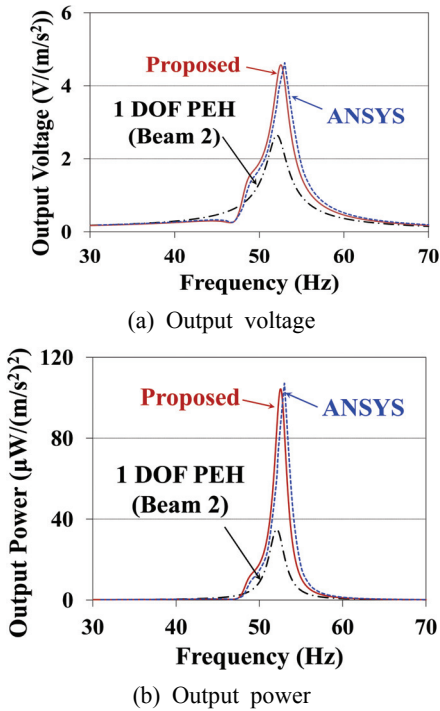 6
4
2
0
Output Voltage (V/(m/s²))
Proposed
1 DOF PEH
(Beam 2)
ANSYS
30 40 50 60 70
Frequency (Hz)
(a) Output voltage
120
80
40
0
Output Power (μW/(m/s²)²)
Proposed
ANSYS
1 DOF PEH
(Beam 2)
30 40 50 60 70
Frequency (Hz)
(b) Output power